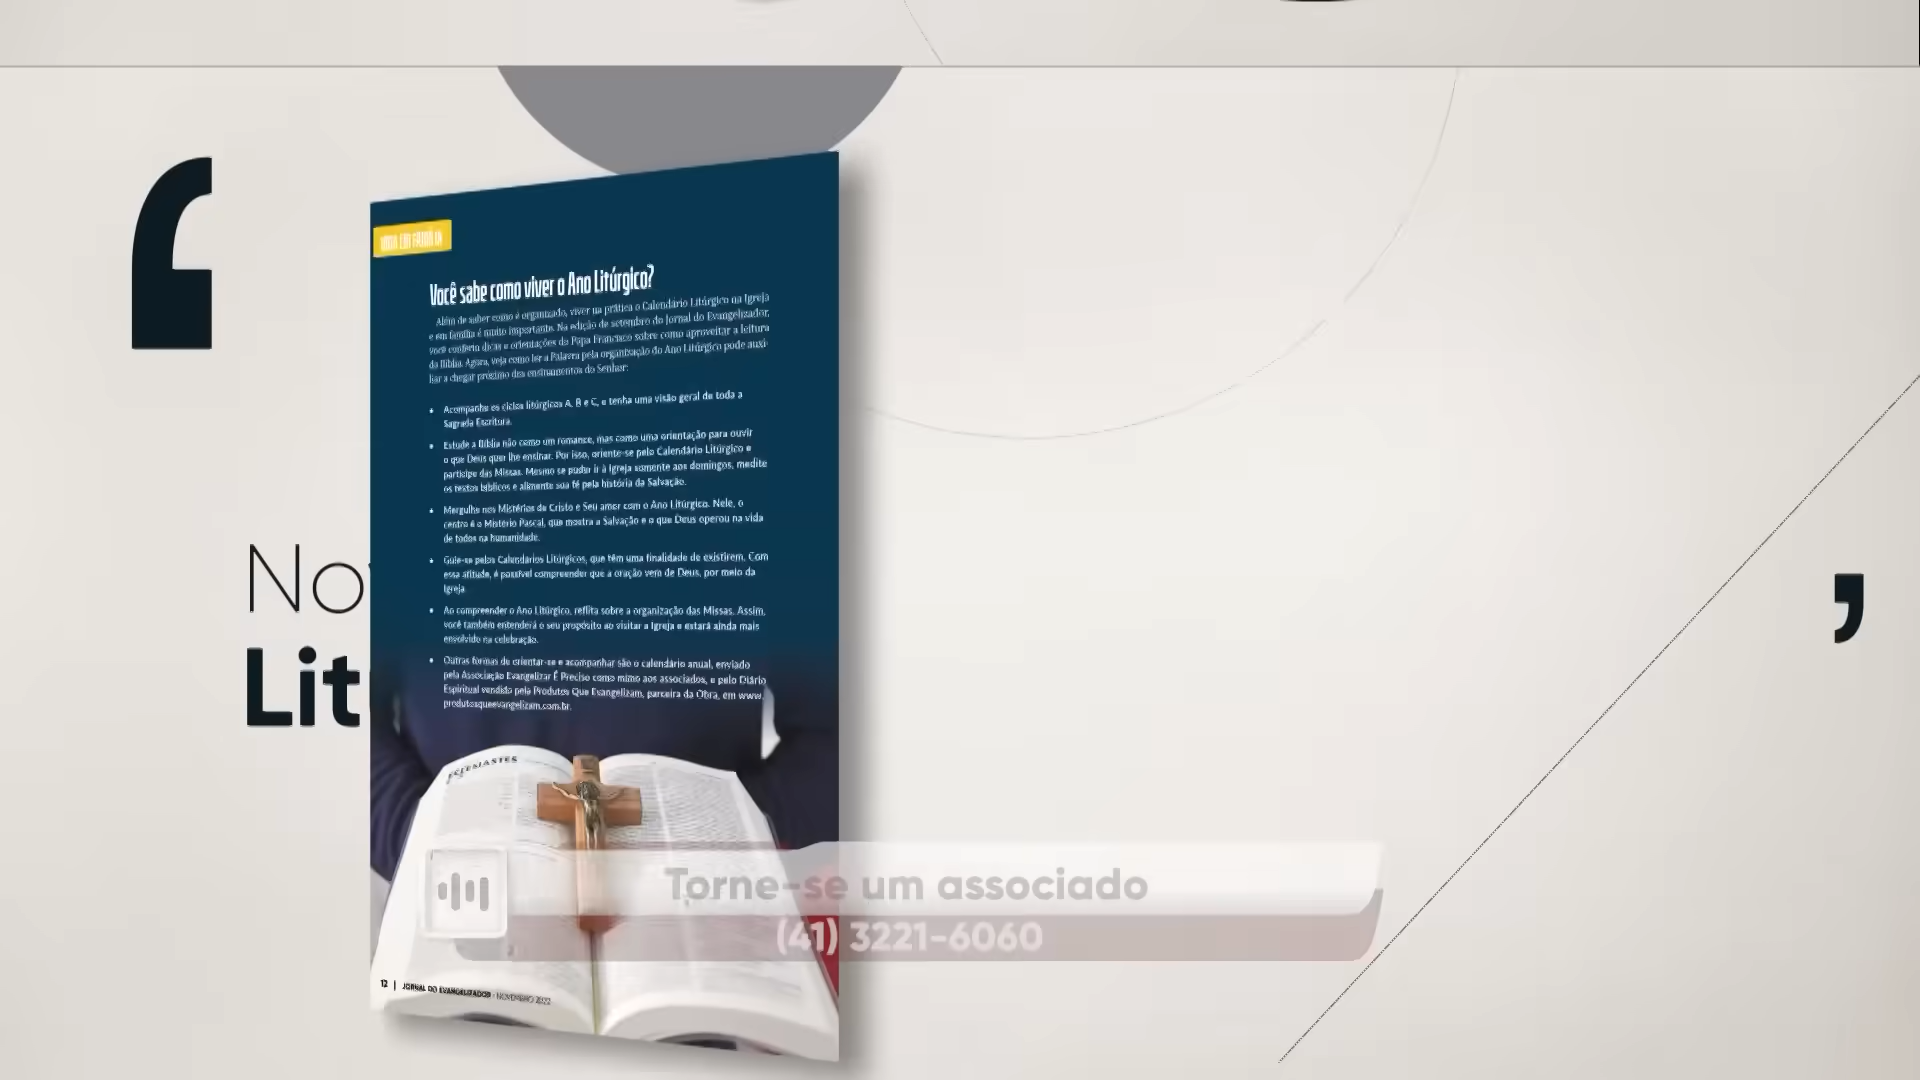 ‘
VIDA EM FAMÍLIA
Você sabe como viver o Ano Litúrgico?
Além de saber como é organizado, viver na prática o Calendário Litúrgico na Igreja
e em família é muito importante. Na edição de setembro do Jornal do Evangelizador,
você conferiu dicas e orientações do Papa Francisco sobre como aproveitar a leitura
da Bíblia. Agora, veja como ler a Palavra pela organização do Ano Litúrgico pode auxi-
liar a chegar próximo dos ensinamentos do Senhor:
• Acompanhe os ciclos litúrgicos A, B e C, e tenha uma visão geral de toda a
Sagrada Escritura.
• Estude a Bíblia não como um romance, mas como uma orientação para ouvir
o que Deus quer lhe ensinar. Por isso, oriente-se pelo Calendário Litúrgico e
participe das Missas. Mesmo se puder ir à Igreja somente aos domingos, medite
os textos bíblicos e alimente sua fé pela história da Salvação.
• Mergulhe nos Mistérios de Cristo e Seu amor com o Ano Litúrgico. Nele, o
centro é o Mistério Pascal, que mostra a Salvação e o que Deus operou na vida
de todos na humanidade.
• Guie-se pelos Calendários Litúrgicos, que têm uma finalidade de existirem. Com
essa atitude, é possível compreender que a oração vem de Deus, por meio da
Igreja.
• Ao compreender o Ano Litúrgico, reflita sobre a organização das Missas. Assim,
você também entenderá o seu propósito ao visitar a Igreja e estará ainda mais
envolvido na celebração.
• Outras formas de orientar-se e acompanhar são o calendário anual, enviado
pela Associação Evangelizar É Preciso como mimo aos associados, e pelo Diário
Espiritual vendido pela Produtos Que Evangelizam, parceira da Obra, em www.
produtosqueevangelizam.com.br.
No
Lit
’
ECLESIASTES
Torne-se um associado
(41) 3221-6060
12 | JORNAL DO EVANGELIZADOR - NOVEMBRO 2022